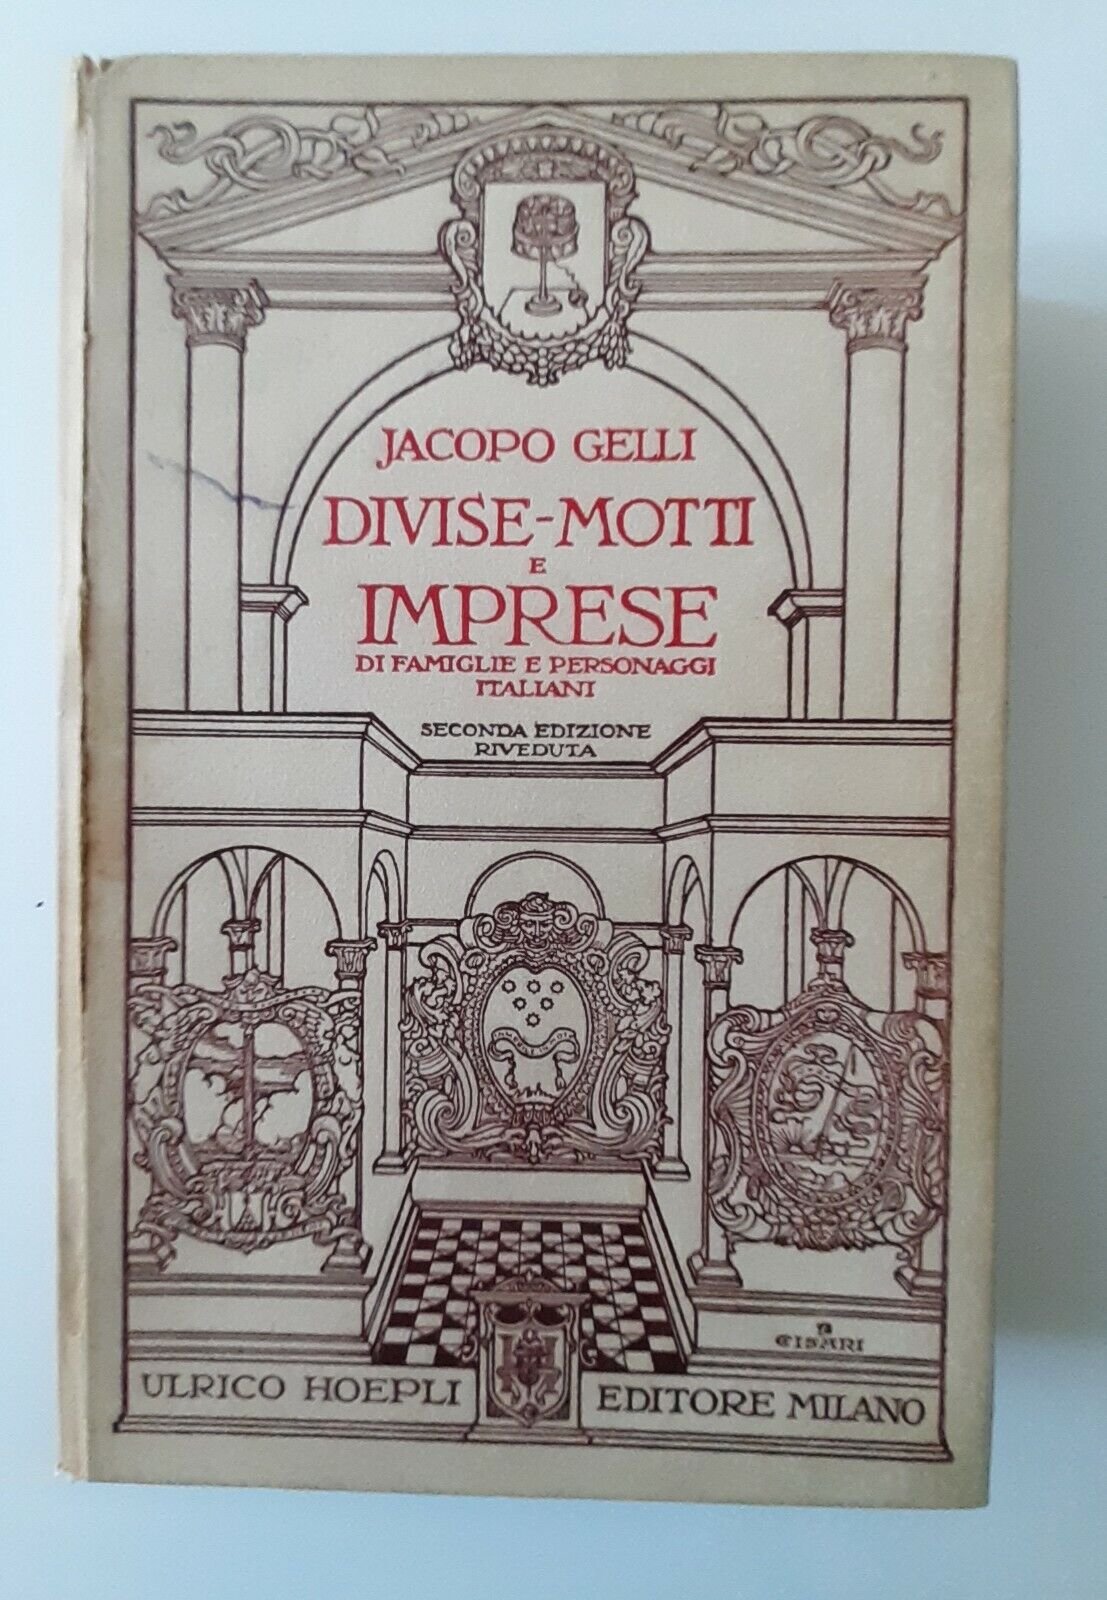 JACOPO GELLI
DIVISE-MOTTI
E
IMPRESE
DI FAMIGLIE E PERSONAGGI
ITALIANI
SECONDA EDIZIONE
RIVEDUTA
CISARI
ULRICO HOEPLI EDITORE MILANO